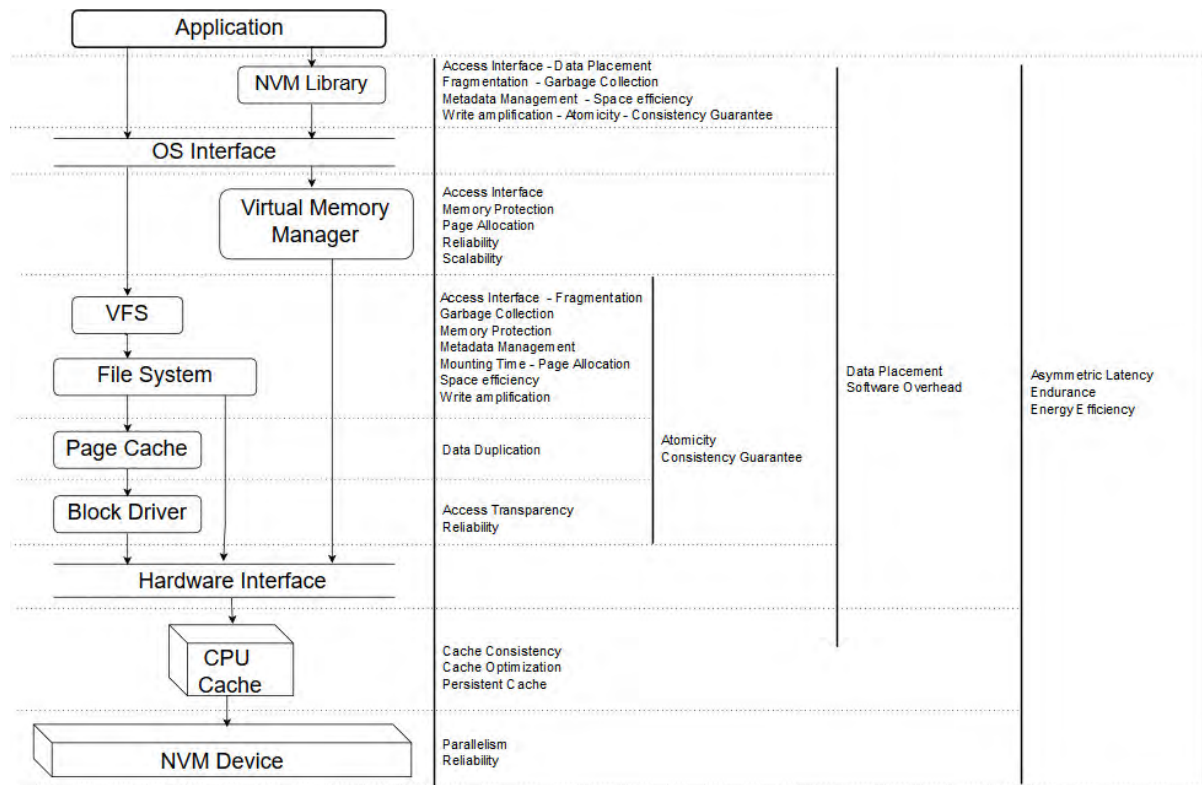 Application
NVM Library
Access Interface - Data Placement
Fragmentation - Garbage Collection
Metadata Management - Space efficiency
Write amplification - Atomicity - Consistency Guarantee
OS Interface
Virtual Memory
Manager
Access Interface
Memory Protection
Page Allocation
Reliability
Scalability
VFS
File System
Access Interface - Fragmentation
Garbage Collection
Memory Protection
Metadata Management
Mounting Time - Page Allocation
Space efficiency
Write amplification
Page Cache
Data Duplication
Block Driver
Access Transparency
Reliability
Atomicity
Consistency Guarantee
Data Placement
Software Overhead
Asymmetric Latency
Endurance
Energy Efficiency
Hardware Interface
CPU
Cache
Cache Consistency
Cache Optimization
Persistent Cache
NVM Device
Parallelism
Reliability